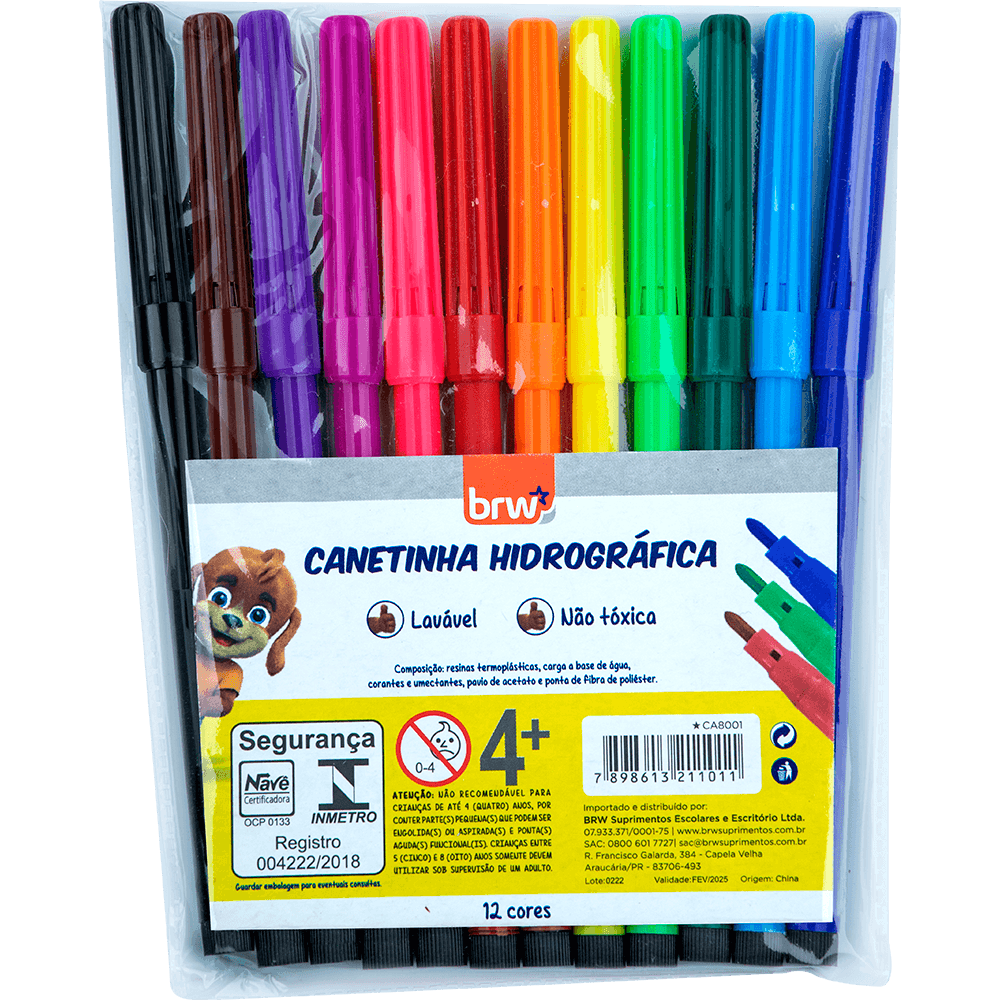 brw
CANETINHA HIDROGRÁFICA
Lavável
Não tóxica
Composição: resinas termoplásticas, carga a base de água,
corantes e umectantes, pavio de acetato e ponta de fibra de poliéster.
Segurança
Navê
Certificadora
OCP 0133
INMETRO
Registro
004222/2018
Guardar embalagem para eventuais consultas.
0-4
4+
ATENÇÃO: NÃO RECOMENDÁVEL PARA
CRIANÇAS DE ATÉ 4 (QUATRO) ANOS, POR
CONTER PARTE(S) PEQUENA(S) QUE PODEM SER
ENGOLIDA(S) OU ASPIRADA(S) E PONTA(S)
AGUDA(S) FUNCIONAL(IS). CRIANÇAS ENTRE
5 (CINCO) E 8 (OITO) ANOS SOMENTE DEVEM
UTILIZAR SOB SUPERVISÃO DE UM ADULTO.
★CA8001
7 898613 211011
Importado e distribuído por:
BRW Suprimentos Escolares e Escritório Ltda.
07.933.371/0001-75 | www.brwsuprimentos.com.br
SAC: 0800 601 7727| sac@brwsuprimentos.com.br
R. Francisco Galarda, 384 - Capela Velha
Araucária/PR - 83706-493
Lote:0222 Validade:FEV/2025 Origem: China
12 cores